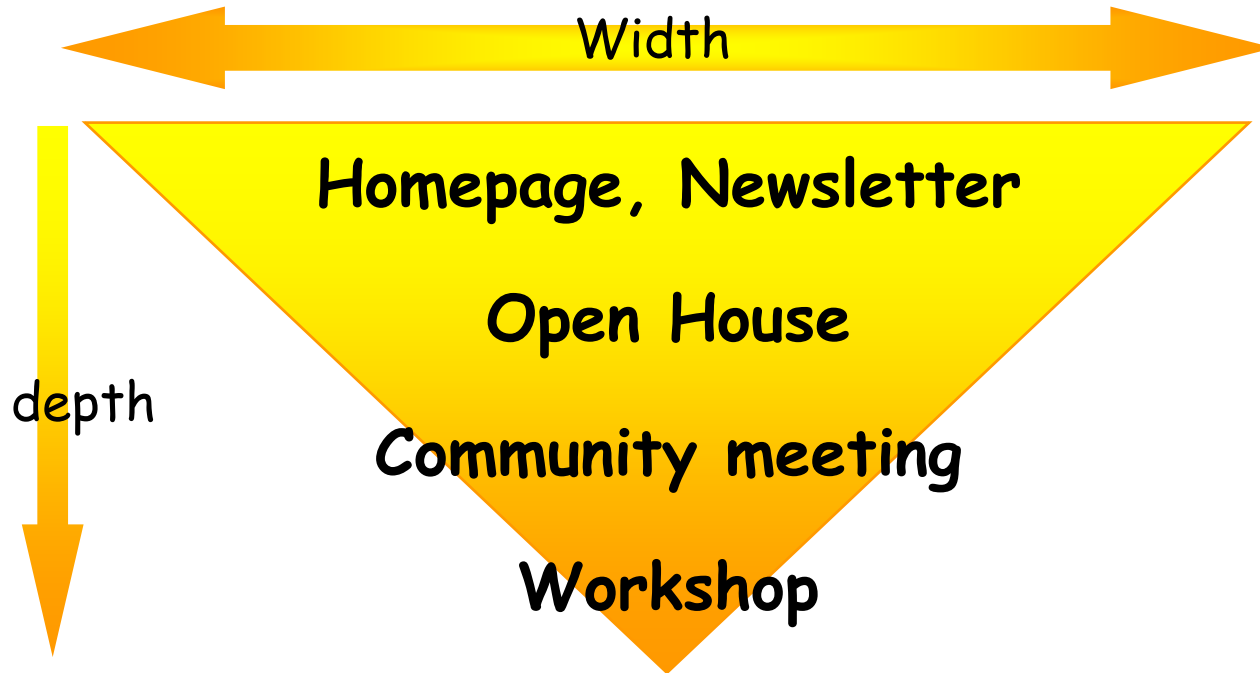 Width
Homepage, Newsletter
Open House
depth
Community meeting
Workshop